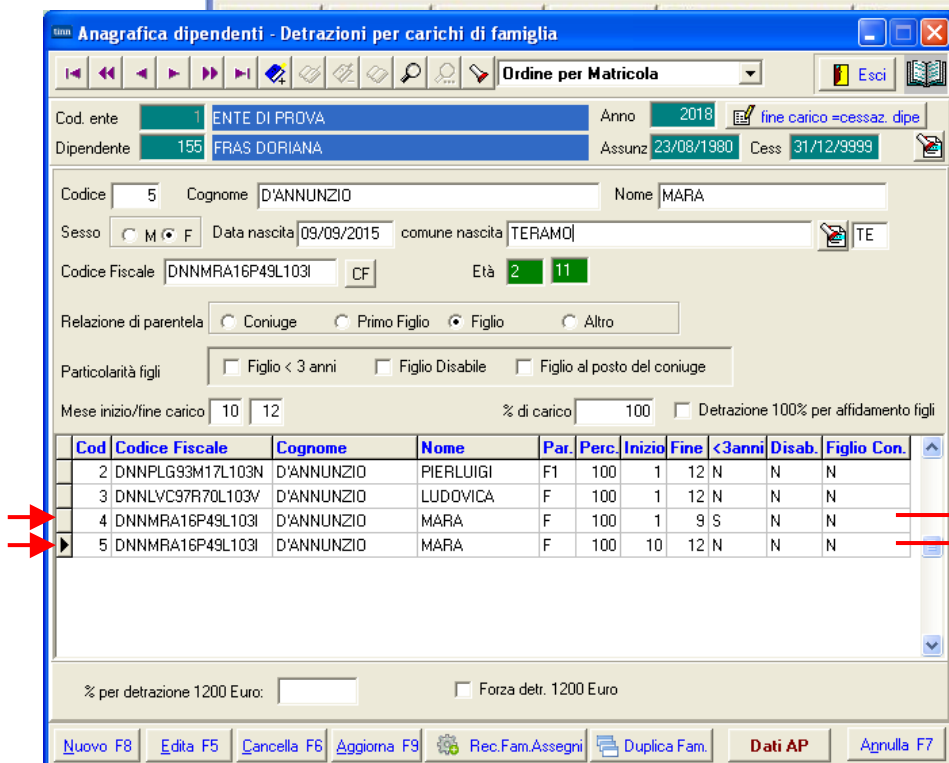 tinn Anagrafica dipendenti - Detrazioni per carichi di famiglia
Ordine per Matricola Esci
Cod. ente 1 ENTE DI PROVA Anno 2018 fine carico =cessaz. dipe
Dipendente 155 FRAS DORIANA Assunz 23/08/1980 Cess 31/12/9999
Codice 5 Cognome D'ANNUNZIO Nome MARA
Sesso M F Data nascita 09/09/2015 comune nascita TERAMO TE
Codice Fiscale DNNMRA16P49L103I CF Età 2 11
Relazione di parentela Coniuge Primo Figlio Figlio Altro
Particolarità figli Figlio < 3 anni Figlio Disabile Figlio al posto del coniuge
Mese inizio/fine carico 10 12 % di carico 100 Detrazione 100% per affidamento figli
Cod Codice Fiscale Cognome Nome Par. Perc. Inizio Fine <3anni Disab. Figlio Con.
2 DNNPLG93M17L103N D'ANNUNZIO PIERLUIGI F1 100 1 12 N N N
3 DNNLVC97R70L103V D'ANNUNZIO LUDOVICA F 100 1 12 N N N
4 DNNMRA16P49L103I D'ANNUNZIO MARA F 100 1 9 S N N
5 DNNMRA16P49L103I D'ANNUNZIO MARA F 100 10 12 N N N
% per detrazione 1200 Euro: Forza detr. 1200 Euro
Nuovo F8 Edita F5 Cancella F6 Aggiorna F9 Rec.Fam.Assegni Duplica Fam. Dati AP Annulla F7